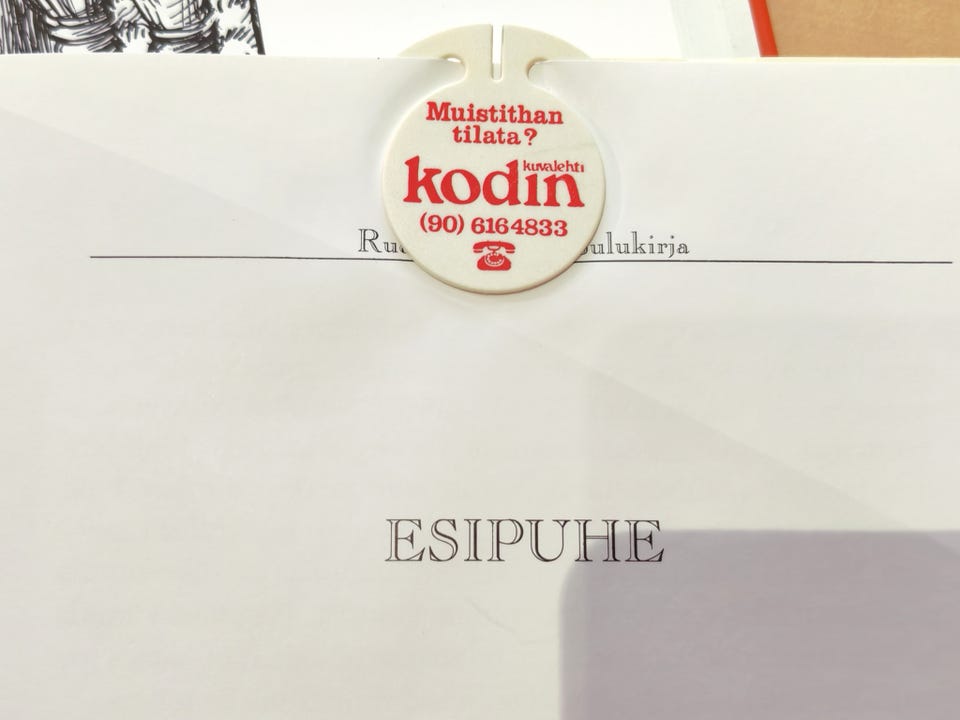 Muistithan
tilata?
kodin
kuvalehti
(90) 6164833
ESIPUHE